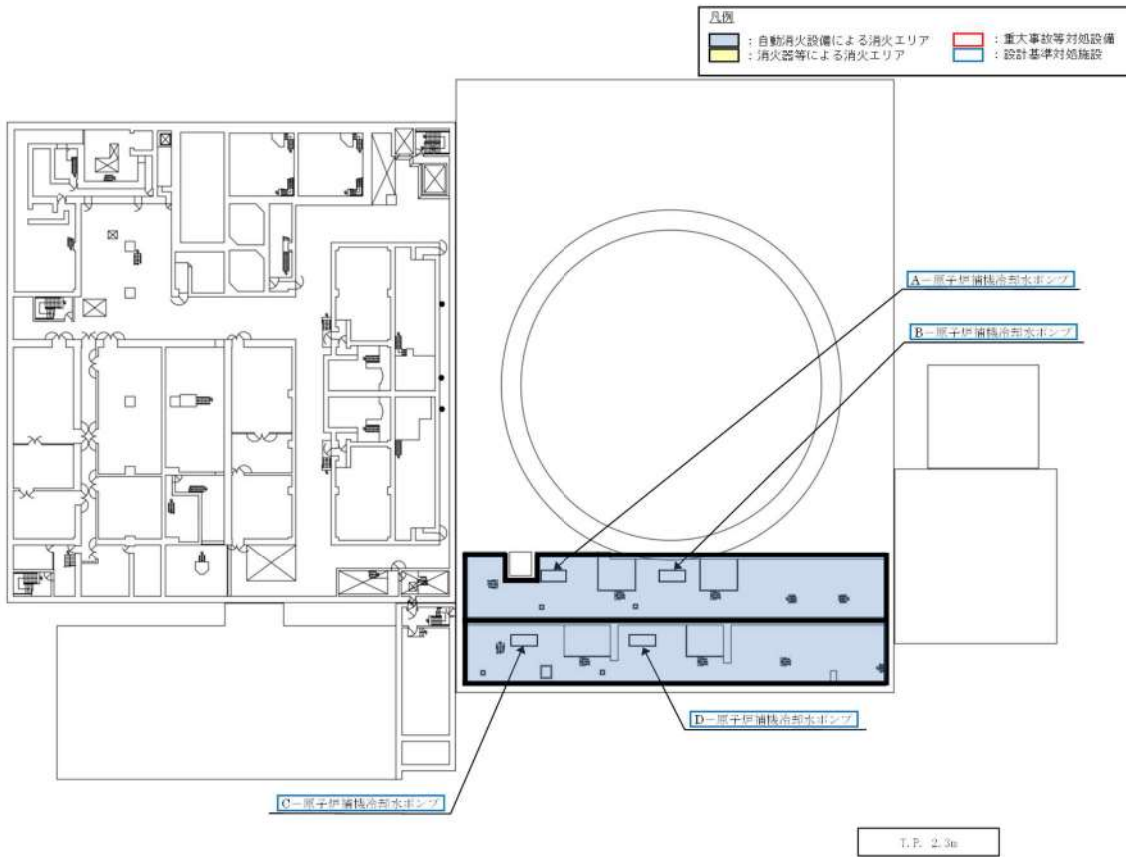 凡例
：自動消火設備による消火エリア
：重大事故等対処設備
：消火器等による消火エリア
：設計基準対処施設
A－原子炉補機冷却水ポンプ
B－原子炉補機冷却水ポンプ
D－原子炉補機冷却水ポンプ
C－原子炉補機冷却水ポンプ
T.P. 2.3m